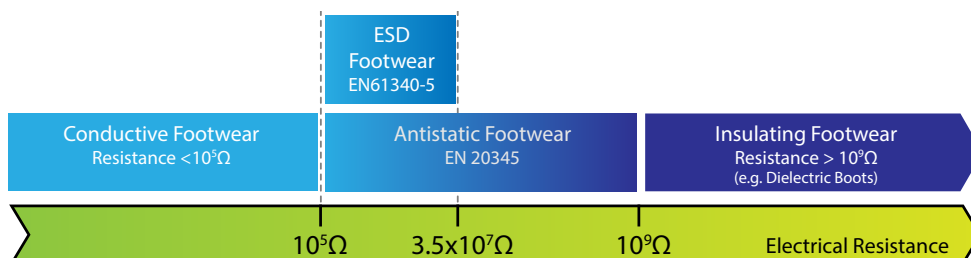 ESD
Footwear
EN61340-5
Conductive Footwear
Resistance <10⁵Ω
Antistatic Footwear
EN 20345
Insulating Footwear
Resistance > 10⁹Ω
(e.g. Dielectric Boots)
10⁵Ω
3.5x10⁷Ω
10⁹Ω
Electrical Resistance